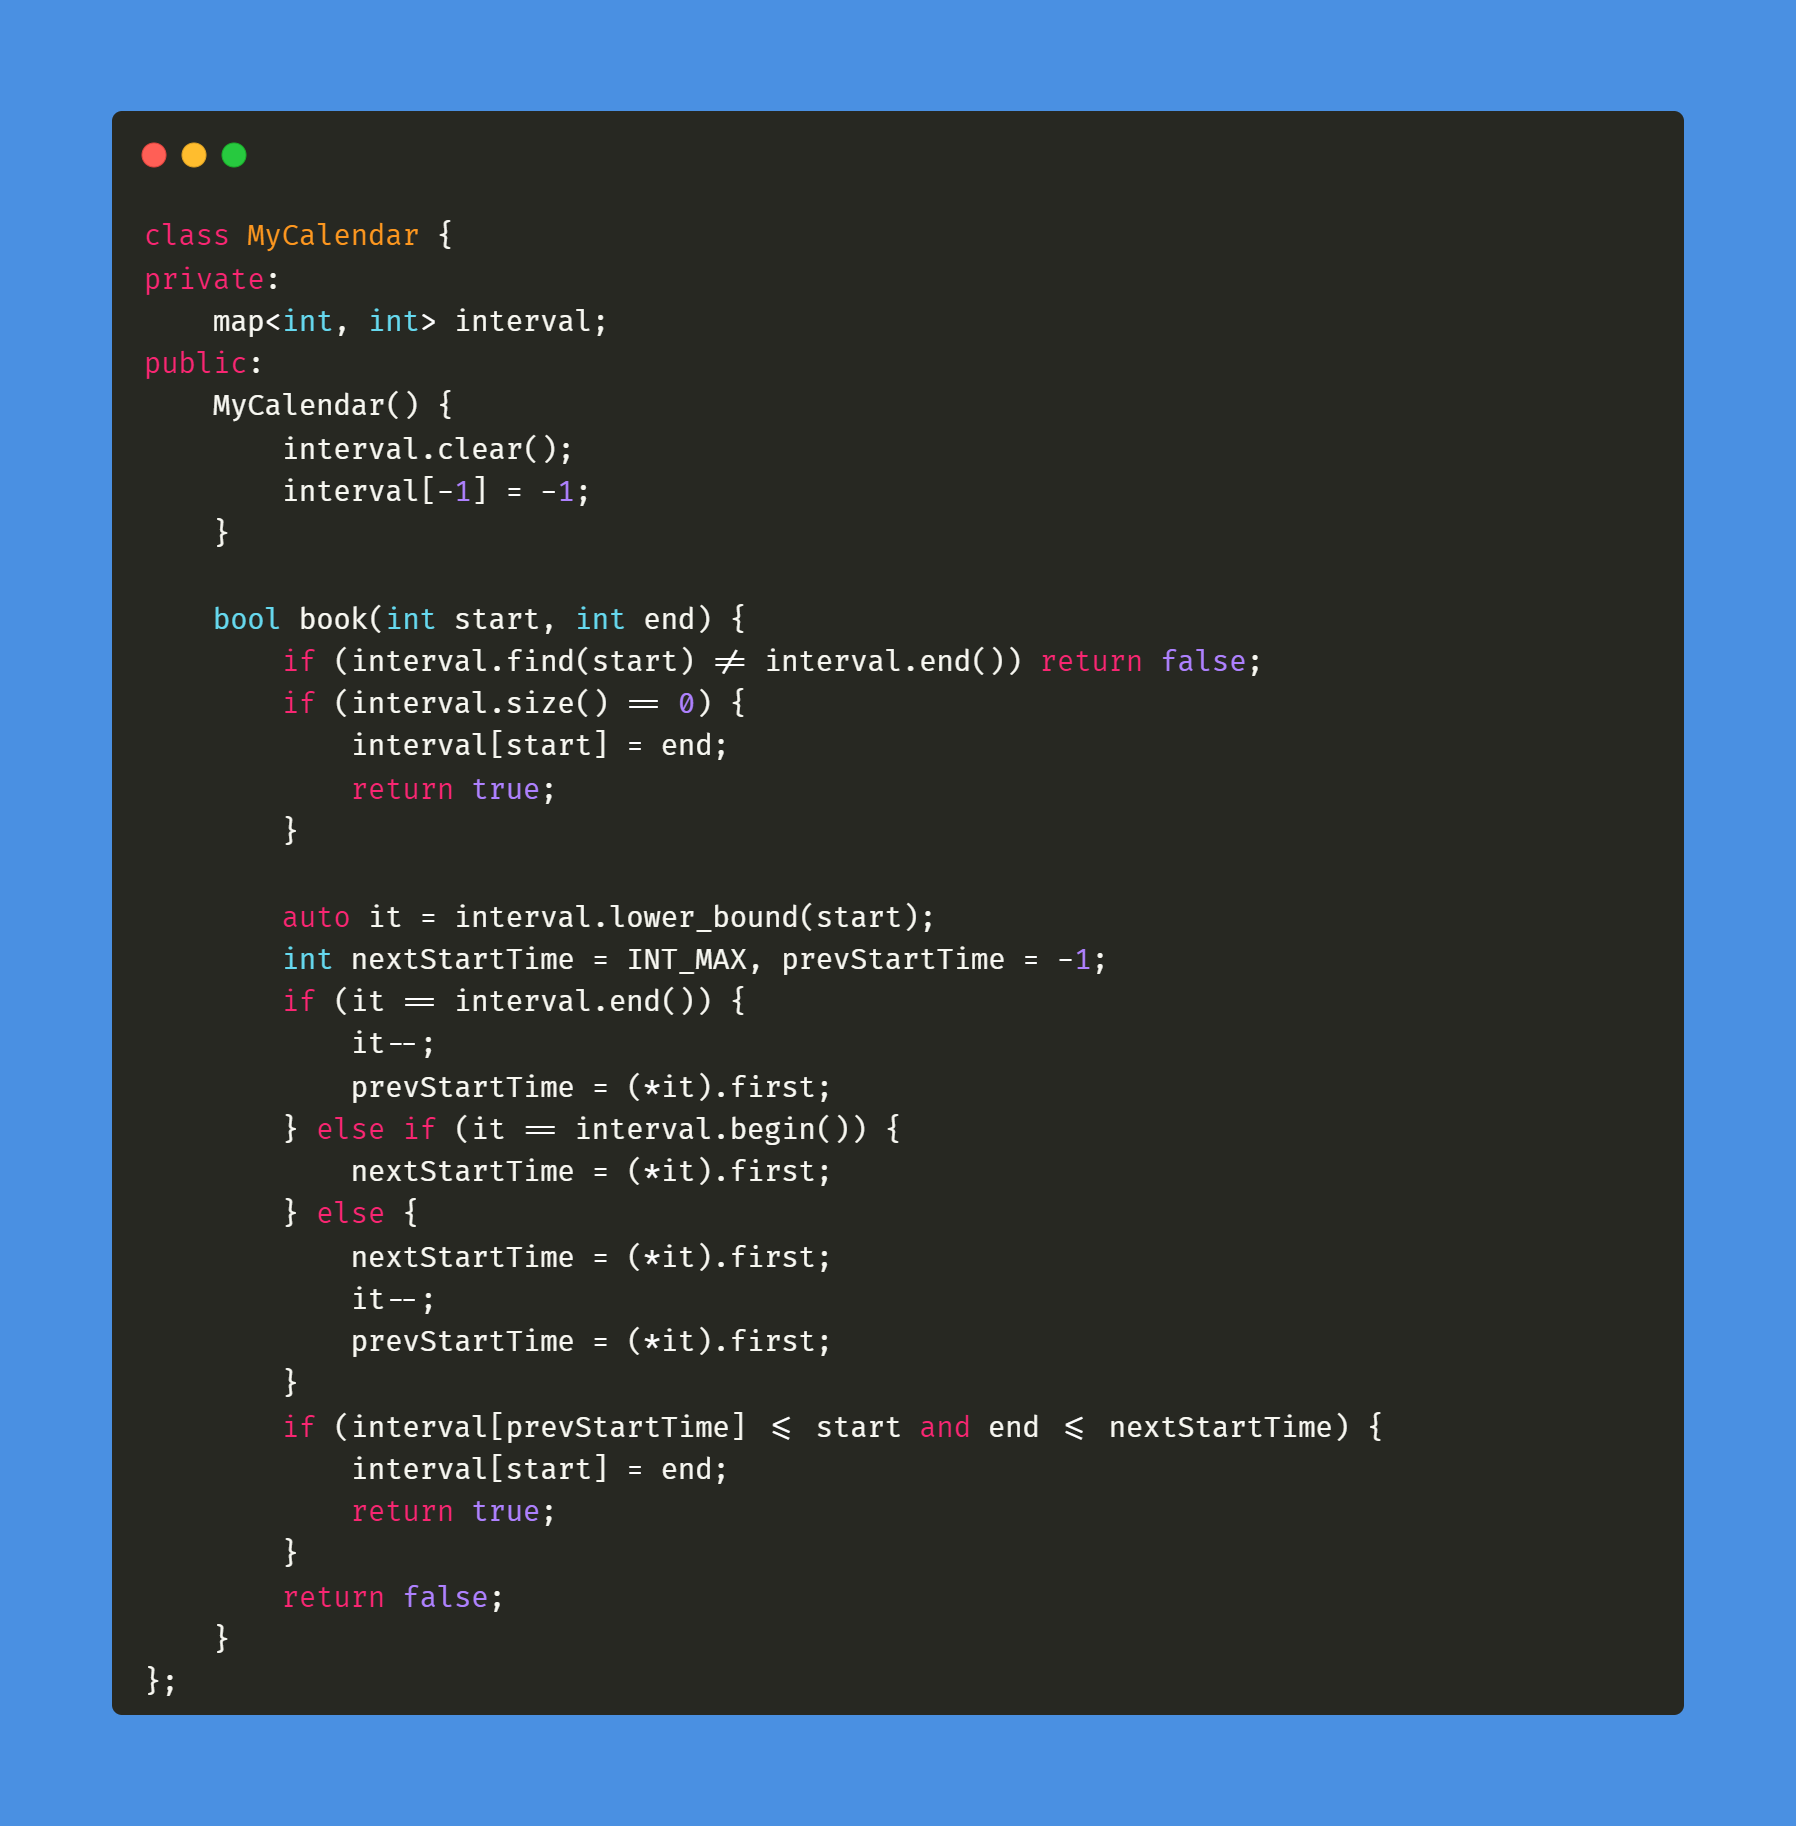 class MyCalendar {
private:
    map<int, int> interval;
public:
    MyCalendar() {
        interval.clear();
        interval[-1] = -1;
    }

    bool book(int start, int end) {
        if (interval.find(start) != interval.end()) return false;
        if (interval.size() == 0) {
            interval[start] = end;
            return true;
        }

        auto it = interval.lower_bound(start);
        int nextStartTime = INT_MAX, prevStartTime = -1;
        if (it == interval.end()) {
            it--;
            prevStartTime = (*it).first;
        } else if (it == interval.begin()) {
            nextStartTime = (*it).first;
        } else {
            nextStartTime = (*it).first;
            it--;
            prevStartTime = (*it).first;
        }
        if (interval[prevStartTime] <= start and end <= nextStartTime) {
            interval[start] = end;
            return true;
        }
        return false;
    }
};